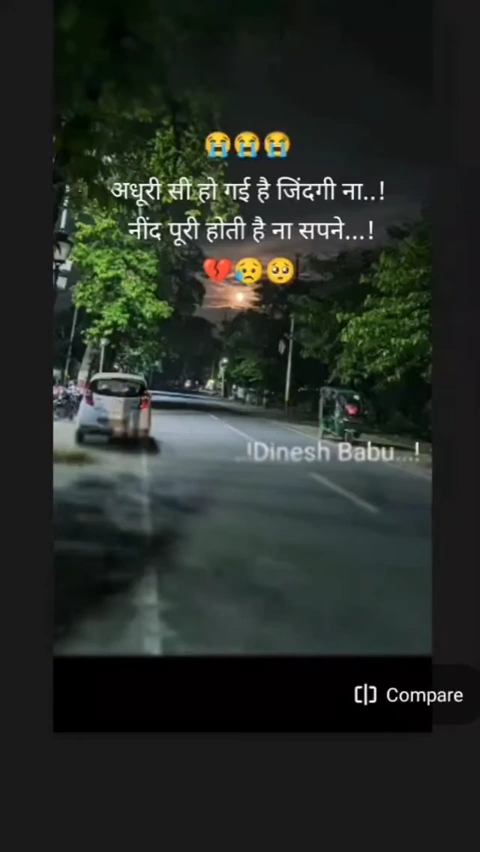 😭😭😭
अधूरी सी हो गई है जिंदगी ना..!
नींद पूरी होती है ना सपने...!
💔😥🥺
..!Dinesh Babu...!
Compare